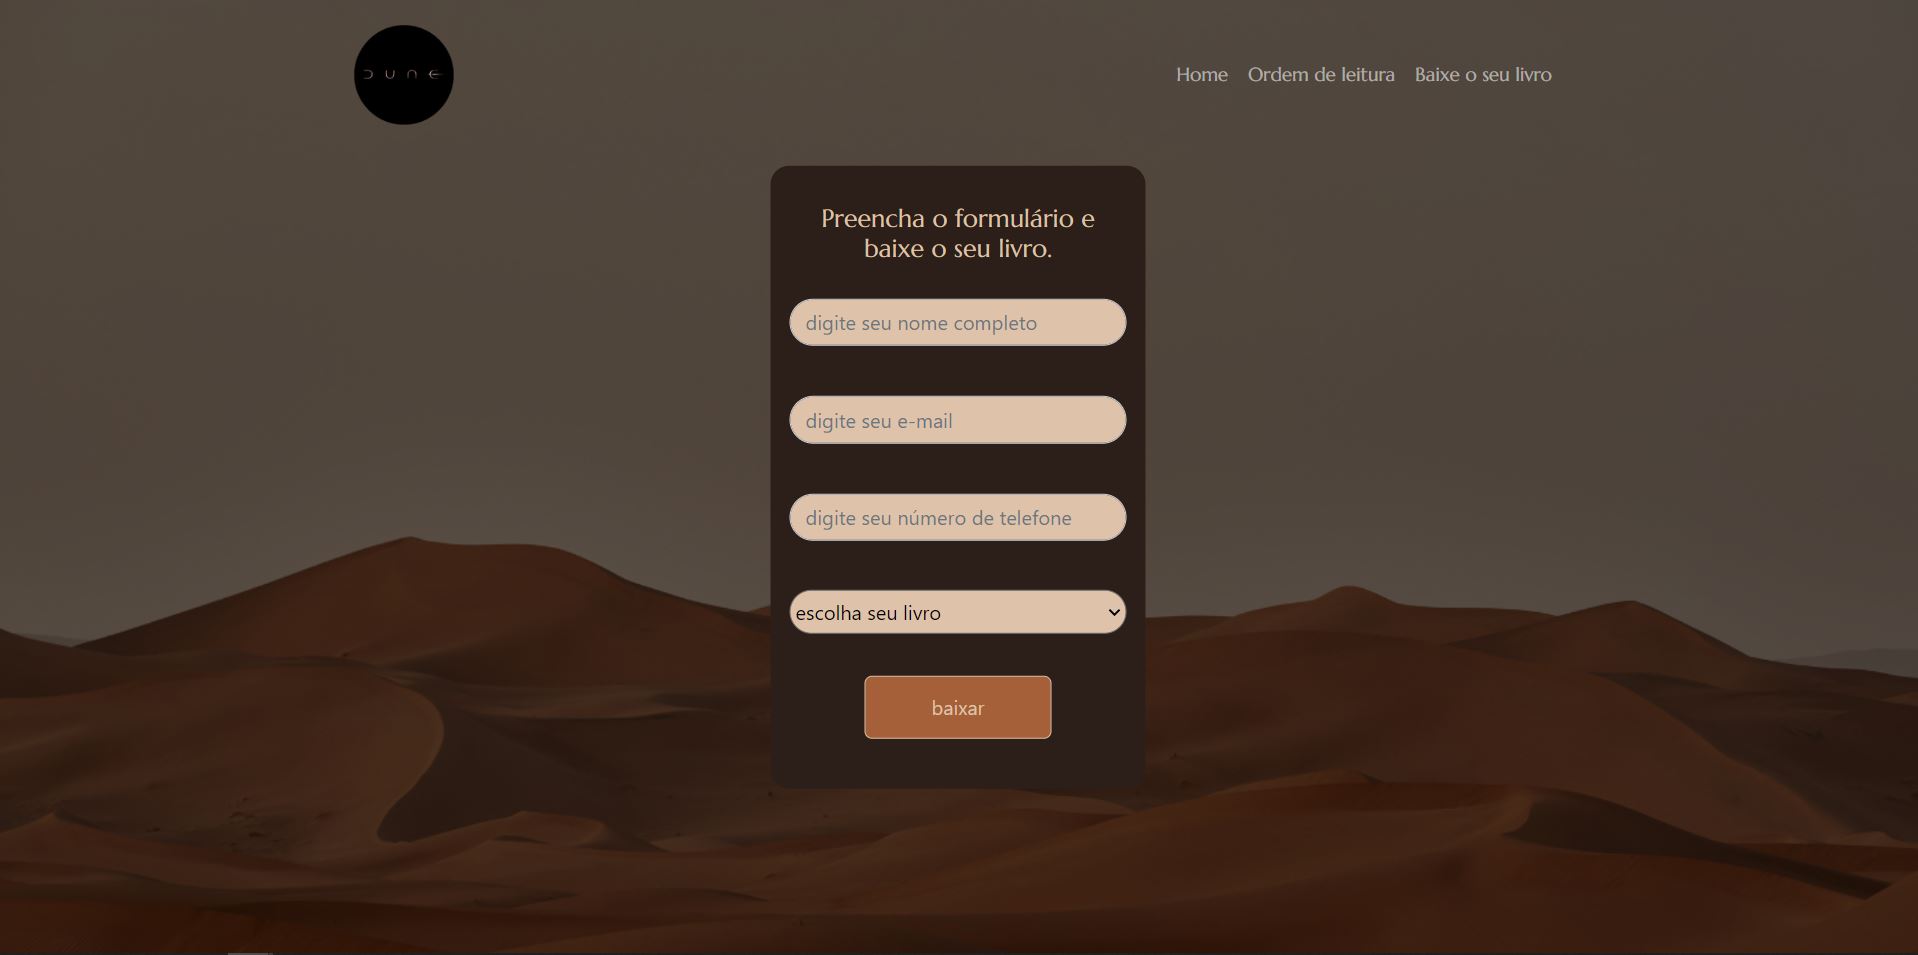 DUNE
Home Ordem de leitura Baixe o seu livro
Preencha o formulário e
baixe o seu livro.
digite seu nome completo
digite seu e-mail
digite seu número de telefone
escolha seu livro
baixar